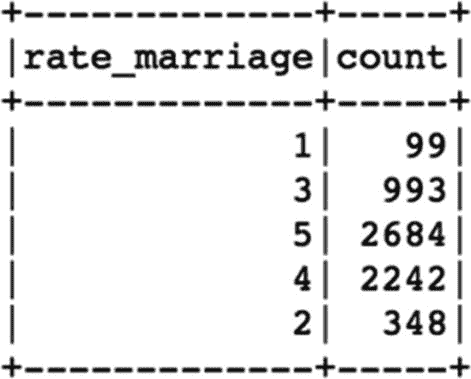 +-------------+-----+
|rate_marriage|count|
+-------------+-----+
|            1|   99|
|            3|  993|
|            5| 2684|
|            4| 2242|
|            2|  348|
+-------------+-----+